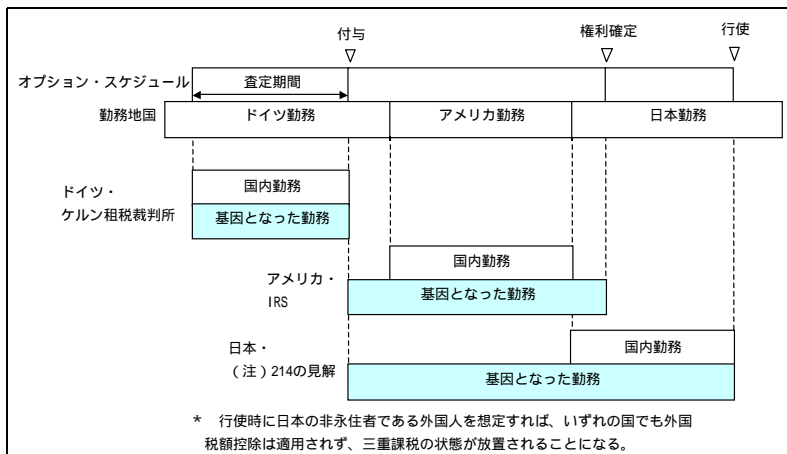 付与
権利確定
行使
オプション・スケジュール
査定期間
勤務地国
ドイツ勤務
アメリカ勤務
日本勤務
ドイツ・
ケルン租税裁判所
国内勤務
基因となった勤務
アメリカ・
IRS
国内勤務
基因となった勤務
日本・
(注)214の見解
国内勤務
基因となった勤務
* 行使時に日本の非永住者である外国人を想定すれば、いずれの国でも外国
税額控除は適用されず、三重課税の状態が放置されることになる。